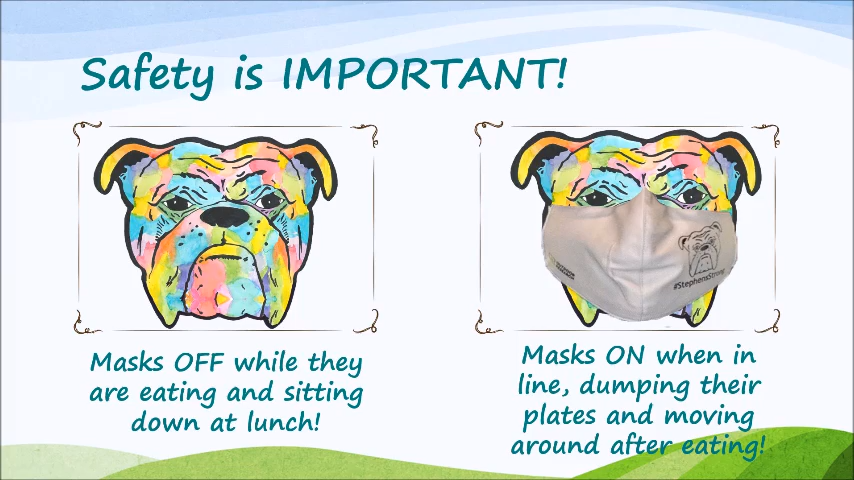 Safety is IMPORTANT!
Masks OFF while they
are eating and sitting
down at lunch!
#StephensStrong
Masks ON when in
line, dumping their
plates and moving
around after eating!